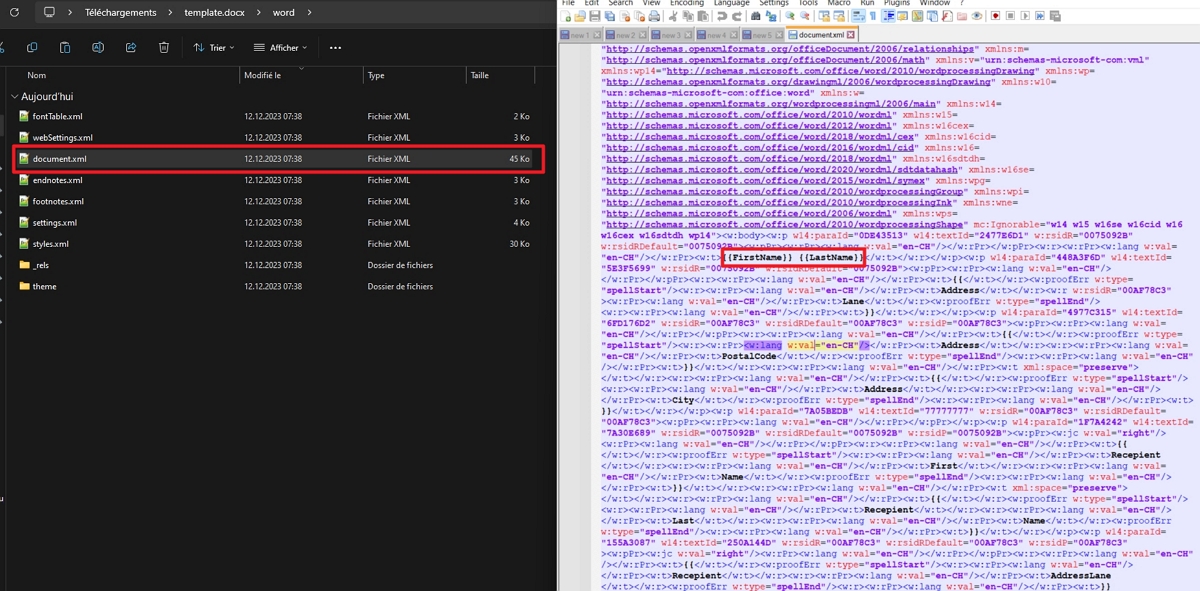 Téléchargements > template.docx > word >
Trier
Afficher
Nom Modifié le Type Taille
Aujourd'hui
fontTable.xml 12.12.2023 07:38 Fichier XML 2 Ko
webSettings.xml 12.12.2023 07:38 Fichier XML 3 Ko
document.xml 12.12.2023 07:38 Fichier XML 45 Ko
endnotes.xml 12.12.2023 07:38 Fichier XML 3 Ko
footnotes.xml 12.12.2023 07:38 Fichier XML 3 Ko
settings.xml 12.12.2023 07:38 Fichier XML 4 Ko
styles.xml 12.12.2023 07:38 Fichier XML 30 Ko
_rels 12.12.2023 07:38 Dossier de fichiers
theme 12.12.2023 07:38 Dossier de fichiers
File Edit Search View Encoding Language Settings Tools Macro Run Plugins Window ?
new 1 new 2 new 3 new 4 new 5 document.xml
"http://schemas.openxmlformats.org/officeDocument/2006/relationships" xmlns:m=
"http://schemas.openxmlformats.org/officeDocument/2006/math" xmlns:v="urn:schemas-microsoft-com:vml"
xmlns:wp14="http://schemas.microsoft.com/office/word/2010/wordprocessingDrawing" xmlns:wp=
"http://schemas.openxmlformats.org/drawingml/2006/wordprocessingDrawing" xmlns:w10=
"urn:schemas-microsoft-com:office:word" xmlns:w=
"http://schemas.openxmlformats.org/wordprocessingml/2006/main" xmlns:w14=
"http://schemas.microsoft.com/office/word/2010/wordml" xmlns:w15=
"http://schemas.microsoft.com/office/word/2012/wordml" xmlns:w16cex=
"http://schemas.microsoft.com/office/word/2018/wordml/cex" xmlns:w16cid=
"http://schemas.microsoft.com/office/word/2016/wordml/cid" xmlns:w16=
"http://schemas.microsoft.com/office/word/2018/wordml" xmlns:w16sdtdh=
"http://schemas.microsoft.com/office/word/2020/wordml/sdtdatahash" xmlns:w16se=
"http://schemas.microsoft.com/office/word/2015/wordml/symex" xmlns:wpg=
"http://schemas.microsoft.com/office/word/2010/wordprocessingGroup" xmlns:wpi=
"http://schemas.microsoft.com/office/word/2010/wordprocessingInk" xmlns:wne=
"http://schemas.microsoft.com/office/word/2006/wordml" xmlns:wps=
"http://schemas.microsoft.com/office/word/2010/wordprocessingShape" mc:Ignorable="w14 w15 w16se w16cid w16
w16cex w16sdtdh wp14"><w:body><w:p w14:paraId="0DE43513" w14:textId="2477E6D1" w:rsidR="0075092B"
w:rsidRDefault="0075092B"><w:pPr><w:rPr><w:lang w:val="en-CH"/></w:rPr></w:pPr><w:r><w:rPr><w:lang w:val=
"en-CH"/></w:rPr><w:t>{{FirstName}} {{LastName}}</w:t></w:r></w:p><w:p w14:paraId="448A3F6D" w14:textId=
"5E3F5699" w:rsidR="0075092B" w:rsidRDefault="0075092B"><w:pPr><w:rPr><w:lang w:val="en-CH"/>
</w:rPr></w:pPr><w:r><w:rPr><w:lang w:val="en-CH"/></w:rPr><w:t>{{</w:t></w:r><w:proofErr w:type=
"spellStart"/><w:r><w:rPr><w:lang w:val="en-CH"/></w:rPr><w:t>Address</w:t></w:r><w:r w:rsidR="00AF78C3"
><w:rPr><w:lang w:val="en-CH"/></w:rPr><w:t>Lane</w:t></w:r><w:proofErr w:type="spellEnd"/>
<w:r><w:rPr><w:lang w:val="en-CH"/></w:rPr><w:t>}}</w:t></w:r></w:p><w:p w14:paraId="4977C315" w14:textId=
"6FD176D2" w:rsidR="00AF78C3" w:rsidRDefault="00AF78C3" w:rsidP="00AF78C3"><w:pPr><w:rPr><w:lang w:val=
"en-CH"/></w:rPr></w:pPr><w:r><w:rPr><w:lang w:val="en-CH"/></w:rPr><w:t>{{</w:t></w:r><w:proofErr w:type=
"spellStart"/><w:r><w:rPr><w:lang w:val="en-CH"/></w:rPr><w:t>Address</w:t></w:r><w:r><w:rPr><w:lang w:val=
"en-CH"/></w:rPr><w:t>PostalCode</w:t></w:r><w:proofErr w:type="spellEnd"/><w:r><w:rPr><w:lang w:val="en-CH"
/></w:rPr><w:t>}}</w:t></w:r><w:r><w:rPr><w:lang w:val="en-CH"/></w:rPr><w:t xml:space="preserve">
</w:t></w:r><w:r><w:rPr><w:lang w:val="en-CH"/></w:rPr><w:t>{{</w:t></w:r><w:proofErr w:type="spellStart"/>
<w:r><w:rPr><w:lang w:val="en-CH"/></w:rPr><w:t>Address</w:t></w:r><w:r><w:rPr><w:lang w:val="en-CH"/>
</w:rPr><w:t>City</w:t></w:r><w:proofErr w:type="spellEnd"/><w:r><w:rPr><w:lang w:val="en-CH"/></w:rPr><w:t>
}}</w:t></w:r></w:p><w:p w14:paraId="7A05BEDB" w14:textId="77777777" w:rsidR="00AF78C3" w:rsidRDefault=
"00AF78C3"><w:pPr><w:rPr><w:lang w:val="en-CH"/></w:rPr></w:pPr></w:p><w:p w14:paraId="1F7A4242" w14:textId=
"7A30E689" w:rsidR="0075092B" w:rsidRDefault="0075092B" w:rsidP="0075092B"><w:pPr><w:jc w:val="right"/>
<w:rPr><w:lang w:val="en-CH"/></w:rPr></w:pPr><w:r><w:rPr><w:lang w:val="en-CH"/></w:rPr><w:t>{{
</w:t></w:r><w:proofErr w:type="spellStart"/><w:r><w:rPr><w:lang w:val="en-CH"/></w:rPr><w:t>Recepient
</w:t></w:r><w:r><w:rPr><w:lang w:val="en-CH"/></w:rPr><w:t>First</w:t></w:r><w:r><w:rPr><w:lang w:val=
"en-CH"/></w:rPr><w:t>Name</w:t></w:r><w:proofErr w:type="spellEnd"/><w:r><w:rPr><w:lang w:val="en-CH"/>
</w:rPr><w:t>}}</w:t></w:r><w:r><w:rPr><w:lang w:val="en-CH"/></w:rPr><w:t xml:space="preserve">
</w:t></w:r><w:r><w:rPr><w:lang w:val="en-CH"/></w:rPr><w:t>{{</w:t></w:r><w:proofErr w:type="spellStart"/>
<w:r><w:rPr><w:lang w:val="en-CH"/></w:rPr><w:t>Recepient</w:t></w:r><w:r><w:rPr><w:lang w:val="en-CH"/>
</w:rPr><w:t>Last</w:t></w:r><w:r><w:rPr><w:lang w:val="en-CH"/></w:rPr><w:t>Name</w:t></w:r><w:proofErr
w:type="spellEnd"/><w:r><w:rPr><w:lang w:val="en-CH"/></w:rPr><w:t>}}</w:t></w:r></w:p><w:p w14:paraId=
"155A3087" w14:textId="250A144D" w:rsidR="00AF78C3" w:rsidRDefault="00AF78C3" w:rsidP="00AF78C3"
><w:pPr><w:jc w:val="right"/><w:rPr><w:lang w:val="en-CH"/></w:rPr></w:pPr><w:r><w:rPr><w:lang w:val="en-CH"
/></w:rPr><w:t>{{</w:t></w:r><w:proofErr w:type="spellStart"/><w:r><w:rPr><w:lang w:val="en-CH"/>
</w:rPr><w:t>Recepient</w:t></w:r><w:r><w:rPr><w:lang w:val="en-CH"/></w:rPr><w:t>AddressLane
</w:t></w:r><w:proofErr w:type="spellEnd"/><w:r><w:rPr><w:lang w:val="en-CH"/></w:rPr><w:t>}}